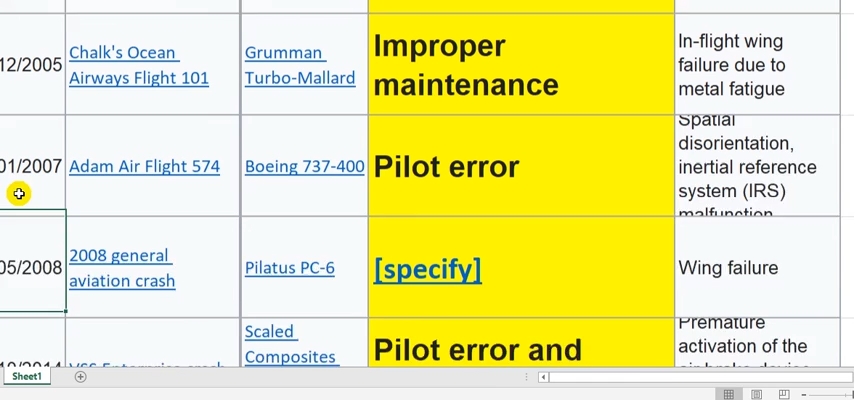 12/2005
Chalk's Ocean
Airways Flight 101
Grumman
Turbo-Mallard
Improper
maintenance
In-flight wing
failure due to
metal fatigue
01/2007
Adam Air Flight 574
Boeing 737-400
Pilot error
Spatial
disorientation,
inertial reference
system (IRS)
malfunction
05/2008
2008 general
aviation crash
Pilatus PC-6
[specify]
Wing failure
Scaled
Composites
Pilot error and
Premature
activation of the
Sheet1